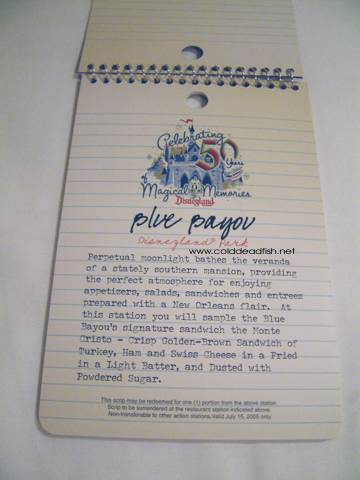 Celebrating
50 Years
Magical Memories
Disneyland
Blue Bayou
Disneyland® Park
www.colddeadfish.net
Perpetual moonlight bathes the veranda
of a stately southern mansion, providing
the perfect atmosphere for enjoying
appetizers, salads, sandwiches and entrees
prepared with a New Orleans flair. At
this station you will sample the Blue
Bayou's signature sandwich the Monte
Cristo - Crisp Golden-Brown Sandwich of
Turkey, Ham and Swiss Cheese in a Fried
in a Light Batter, and Dusted with
Powdered Sugar.
This scrip may be redeemed for one (1) portion from the above station.
Scrip to be surrendered at the restaurant station indicated above.
Non-transferable to other action stations. Valid July 15, 2005 only.